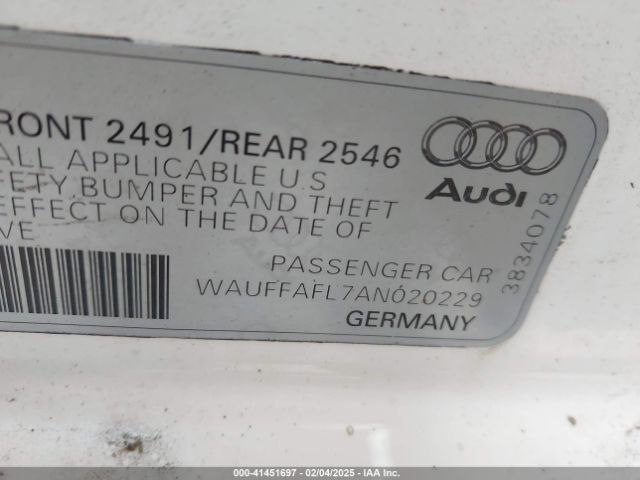 RONT 2491/REAR 2546
ALL APPLICABLE U.S
FETY BUMPER AND THEFT
EFFECT ON THE DATE OF
VE
PASSENGER CAR
WAUFFAFL7AN020229
GERMANY
Audi
3834078
000-41451697 - 02/04/2025 - IAA Inc.